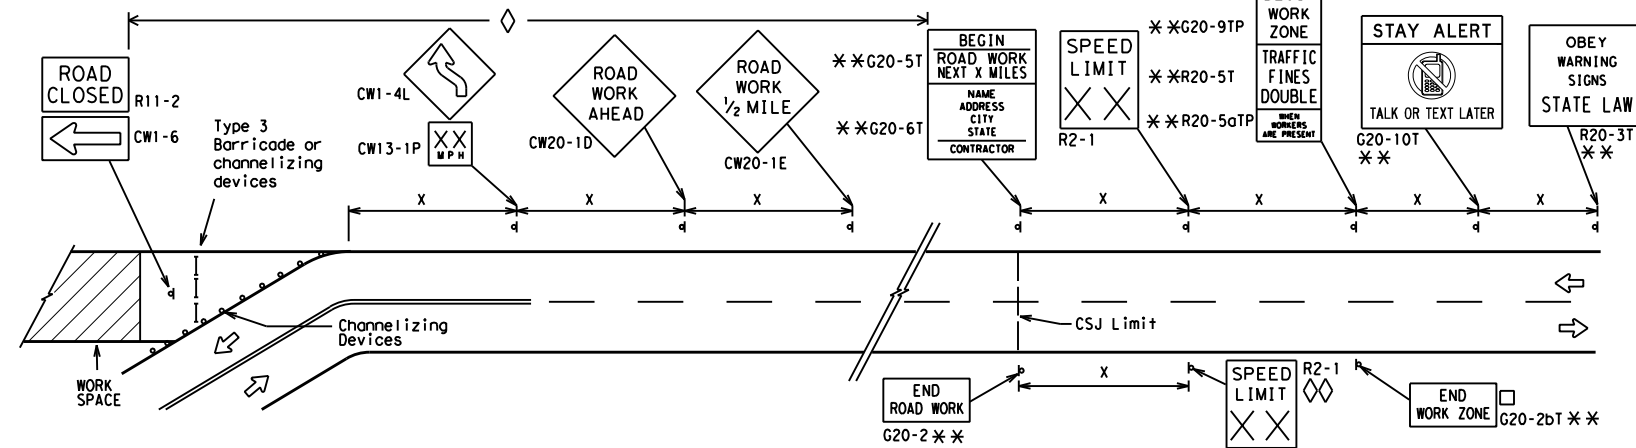 ROAD
CLOSED
R11-2
CW1-6
Type 3
Barricade or
channelizing
devices
CW1-4L
XX
MPH
CW13-1P
ROAD
WORK
AHEAD
CW20-1D
ROAD
WORK
1/2 MILE
CW20-1E
**G20-5T
**G20-6T
BEGIN
ROAD WORK
NEXT X MILES
NAME
ADDRESS
CITY
STATE
CONTRACTOR
SPEED
LIMIT
XX
R2-1
**G20-9TP
**R20-5T
**R20-5aTP
WORK
ZONE
TRAFFIC
FINES
DOUBLE
WHEN
WORKERS
ARE PRESENT
STAY ALERT
TALK OR TEXT LATER
G20-10T
**
OBEY
WARNING
SIGNS
STATE LAW
R20-3T
**
X X X X X X X
Channelizing
Devices
CSJ Limit
WORK
SPACE
END
ROAD WORK
G20-2**
X
SPEED
LIMIT
XX
R2-1
END
WORK ZONE
G20-2bT**